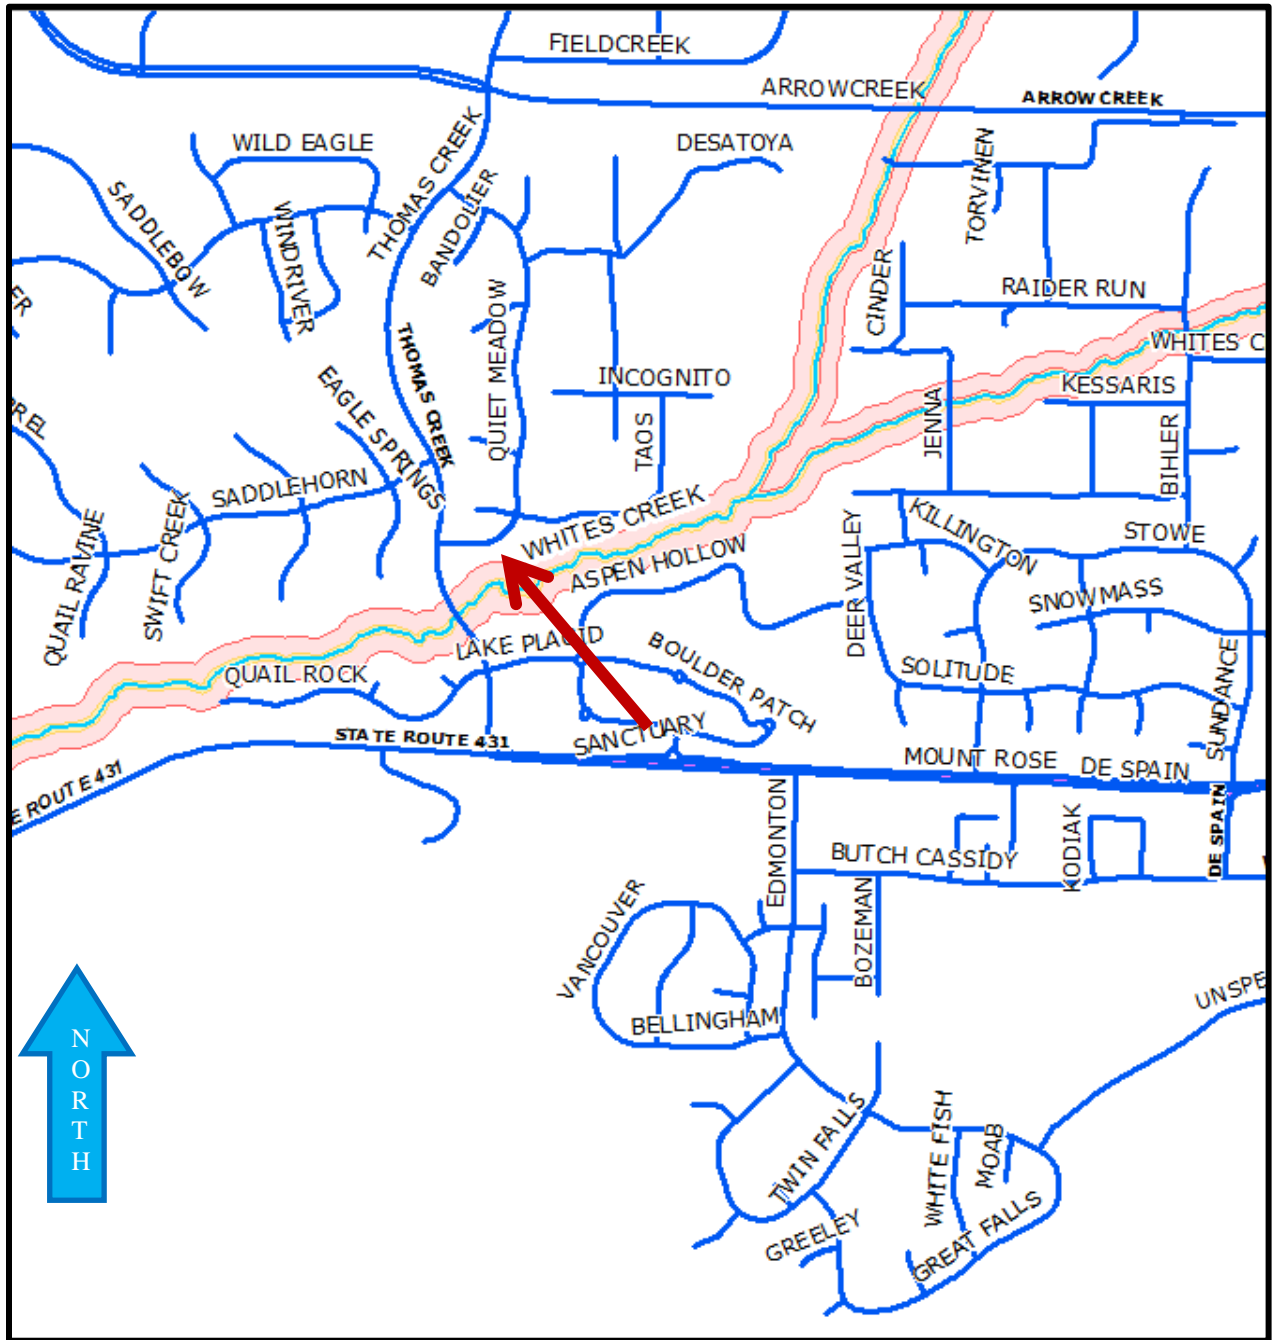 FIELDCREEK
ARROWCREEK
ARROW CREEK
WILD EAGLE
THOMAS CREEK
DESATOYA
TORVINEN
SADDLEBOW
WINDRIVER
BANDOLIER
CINDER
RAIDER RUN
ER
THOMAS CREEK
QUIET MEADOW
WHITES C
EAGLE SPRINGS
INCOGNITO
KESSARIS
REL
TAOS
JENNA
BIHLER
SADDLEHORN
SWIFT CREEK
QUAIL RAVINE
WHITES CREEK
ASPEN HOLLOW
DEER VALLEY
KILLINGTON
STOWE
SNOWMASS
LAKE PLACID
BOULDER PATCH
QUAIL ROCK
SOLITUDE
SUNDANCE
STATE ROUTE 431
SANCTUARY
MOUNT ROSE
DE SPAIN
E ROUTE 431
EDMONTON
BUTCH CASSIDY
KODIAK
DE SPAIN
VANCOUVER
BOZEMAN
BELLINGHAM
UNSPE
NORTH
TWIN FALLS
WHITE FISH
MOAB
GREELEY
GREAT FALLS